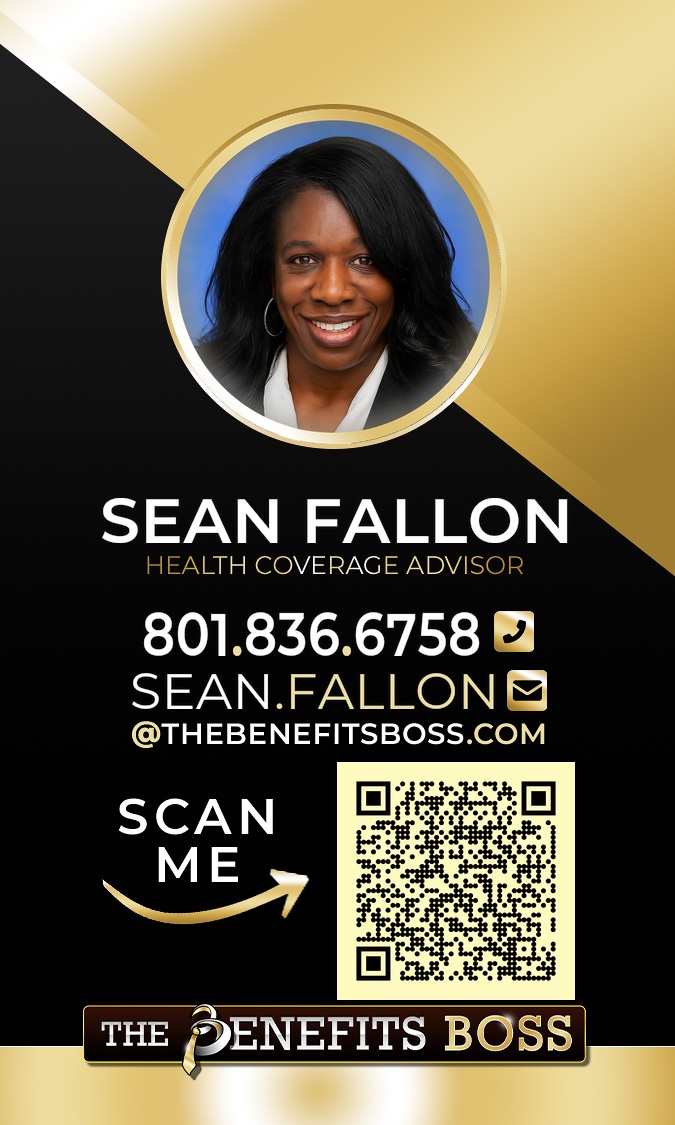 SEAN FALLON
HEALTH COVERAGE ADVISOR
801.836.6758
SEAN.FALLON
@THEBENEFITSBOSS.COM
SCAN
ME
THE BENEFITS BOSS